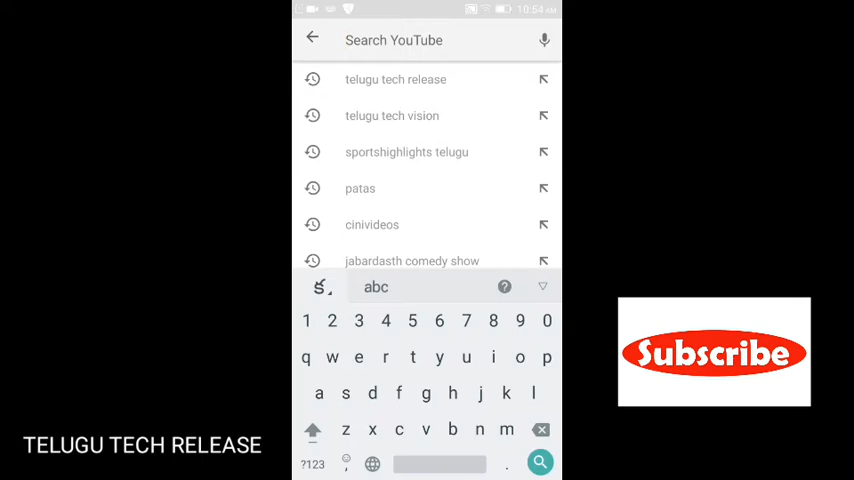 10:54 AM
Search YouTube
telugu tech release
telugu tech vision
sportshighlights telugu
patas
cinivideos
jabardasth comedy show
క abc ?
1 2 3 4 5 6 7 8 9 0
q w e r t y u i o p
a s d f g h j k l
z x c v b n m
?123 , .
Subscribe
TELUGU TECH RELEASE